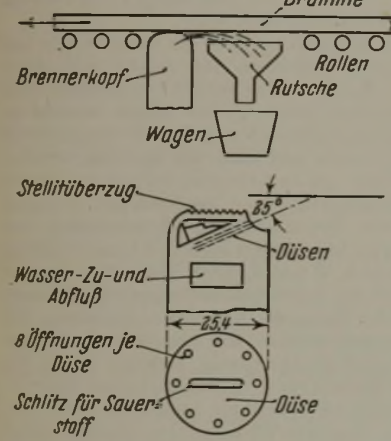 Bramme
Rollen
Brennerkopf
Rutsche
Wagen
Stellitüberzug
25°
Düsen
Wasser-Zu-und
Abfluß
25,4
8 Öffnungen je
Düse
Schlitz für Sauer-
stoff
Düse